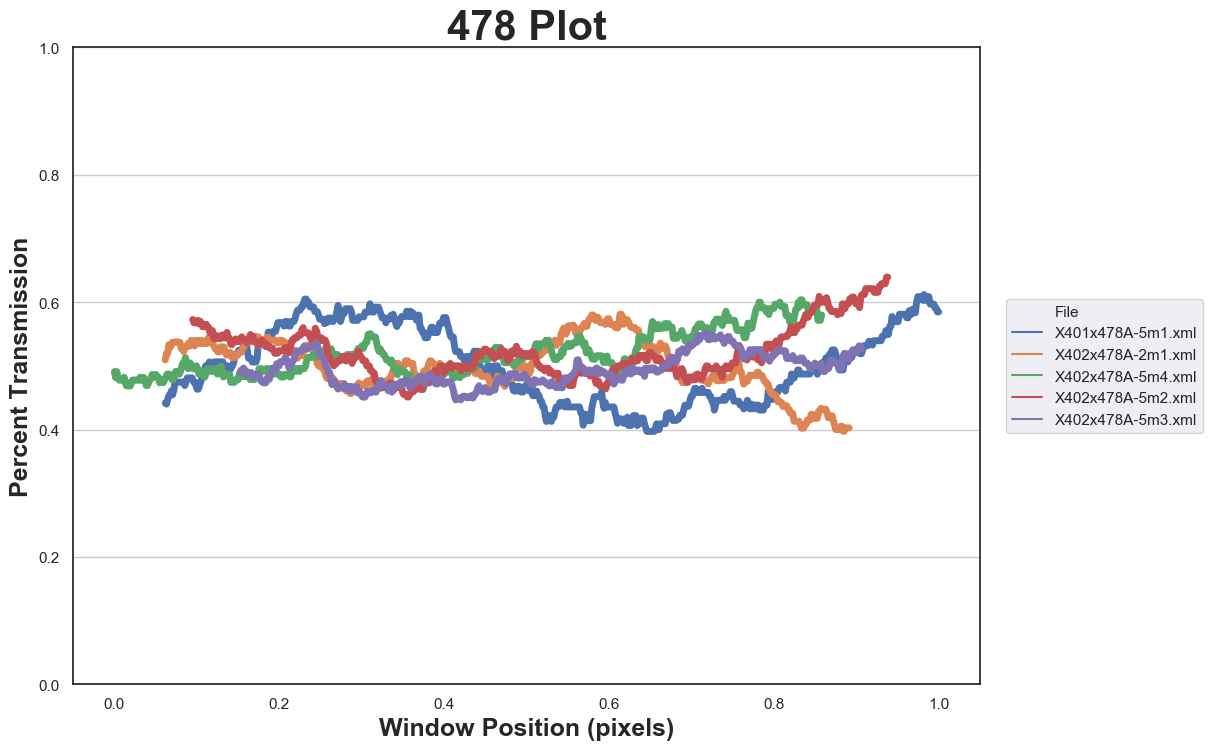 478 Plot
Percent Transmission
1.0
0.8
0.6
0.4
0.2
0.0
0.0 0.2 0.4 0.6 0.8 1.0
Window Position (pixels)
File
X401x478A-5m1.xml
X402x478A-2m1.xml
X402x478A-5m4.xml
X402x478A-5m2.xml
X402x478A-5m3.xml